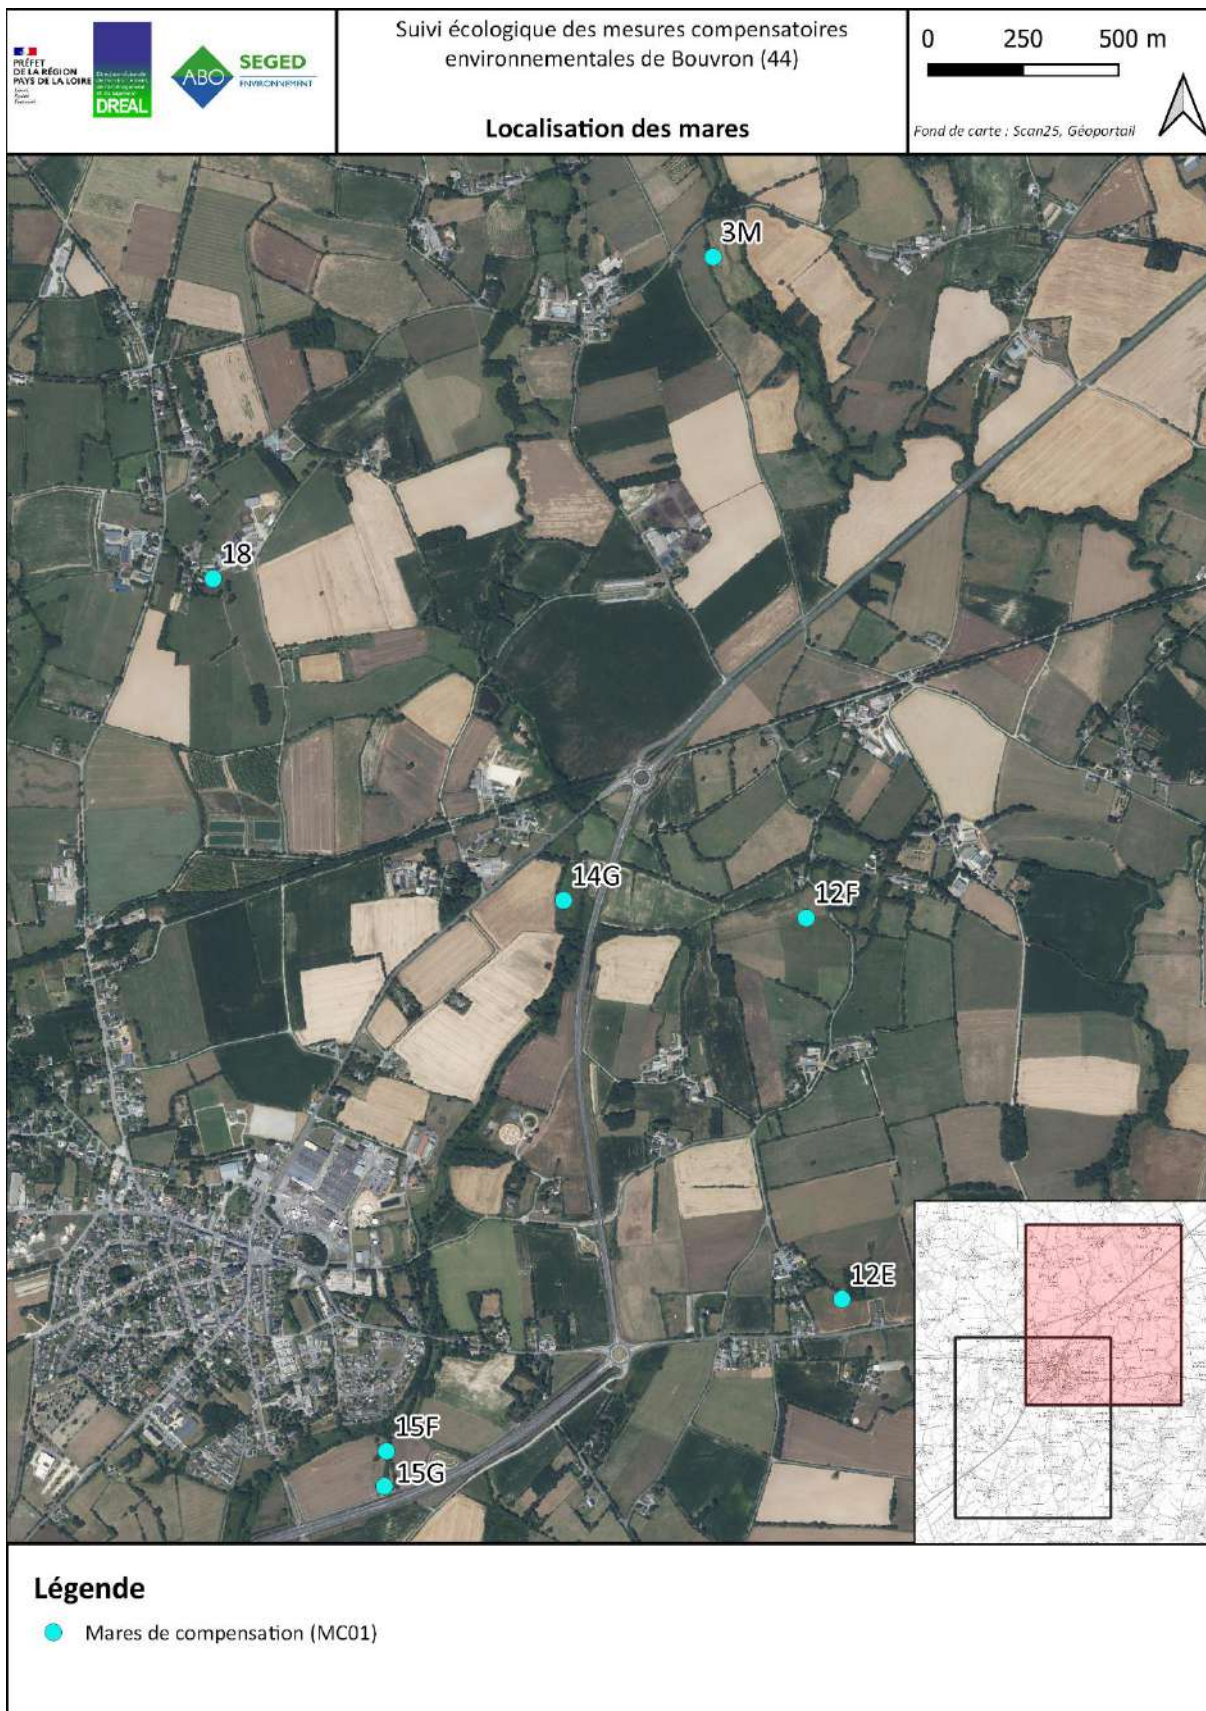 PRÉFET
DE LA RÉGION
PAYS DE LA LOIRE
DREAL
ABO
SEGED
ENVIRONNEMENT
Suivi écologique des mesures compensatoires
environnementales de Bouvron (44)
Localisation des mares
0 250 500 m
Fond de carte : Scan25, Géoportail
3M
18
14G
12F
12E
15F
15G
Légende
Mares de compensation (MC01)